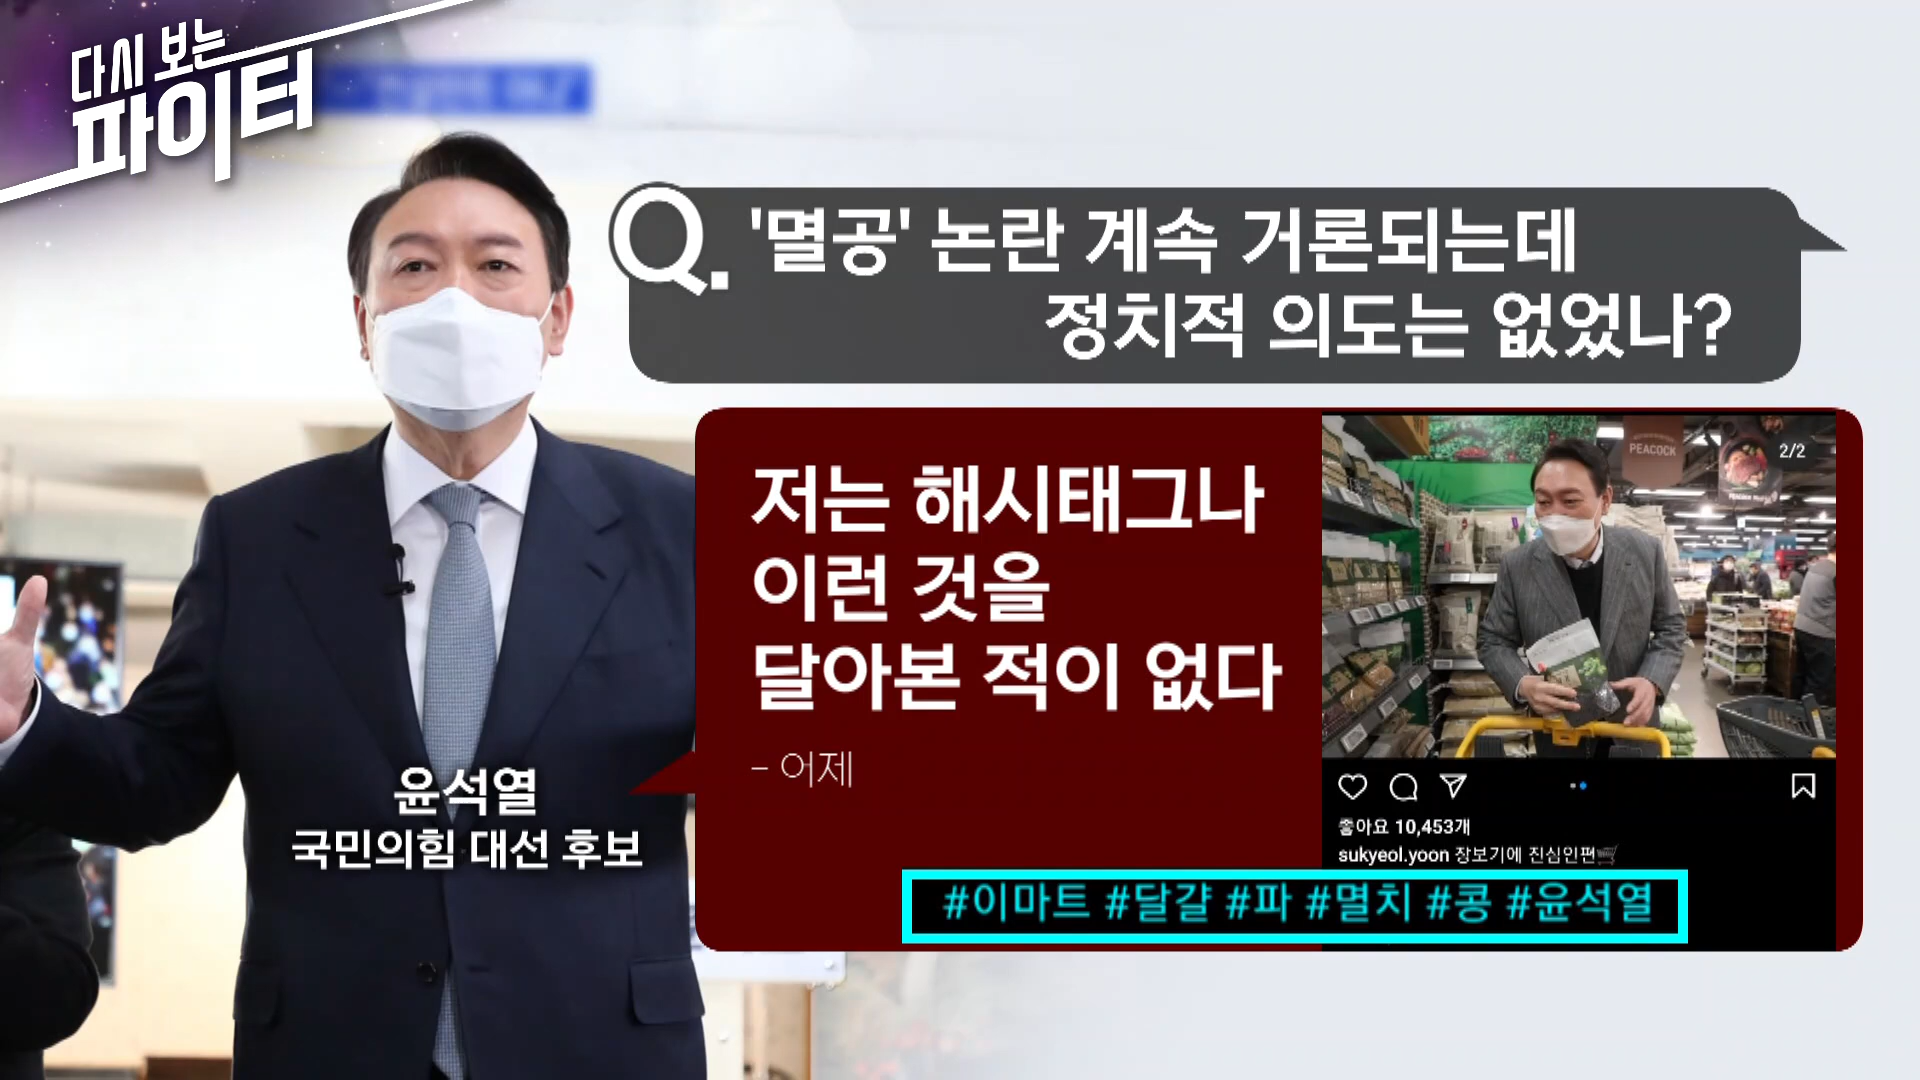 다시 보는
파이터
Q. '멸공' 논란 계속 거론되는데
정치적 의도는 없었나?
저는 해시태그나
이런 것을
달아본 적이 없다
- 어제
윤석열
국민의힘 대선 후보
PEACOCK
2/2
좋아요 10,453개
sukyeol.yoon 장보기에 진심인편🛒
#이마트 #달걀 #파 #멸치 #콩 #윤석열